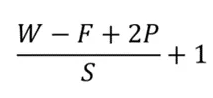 (W − F + 2P)/S + 1